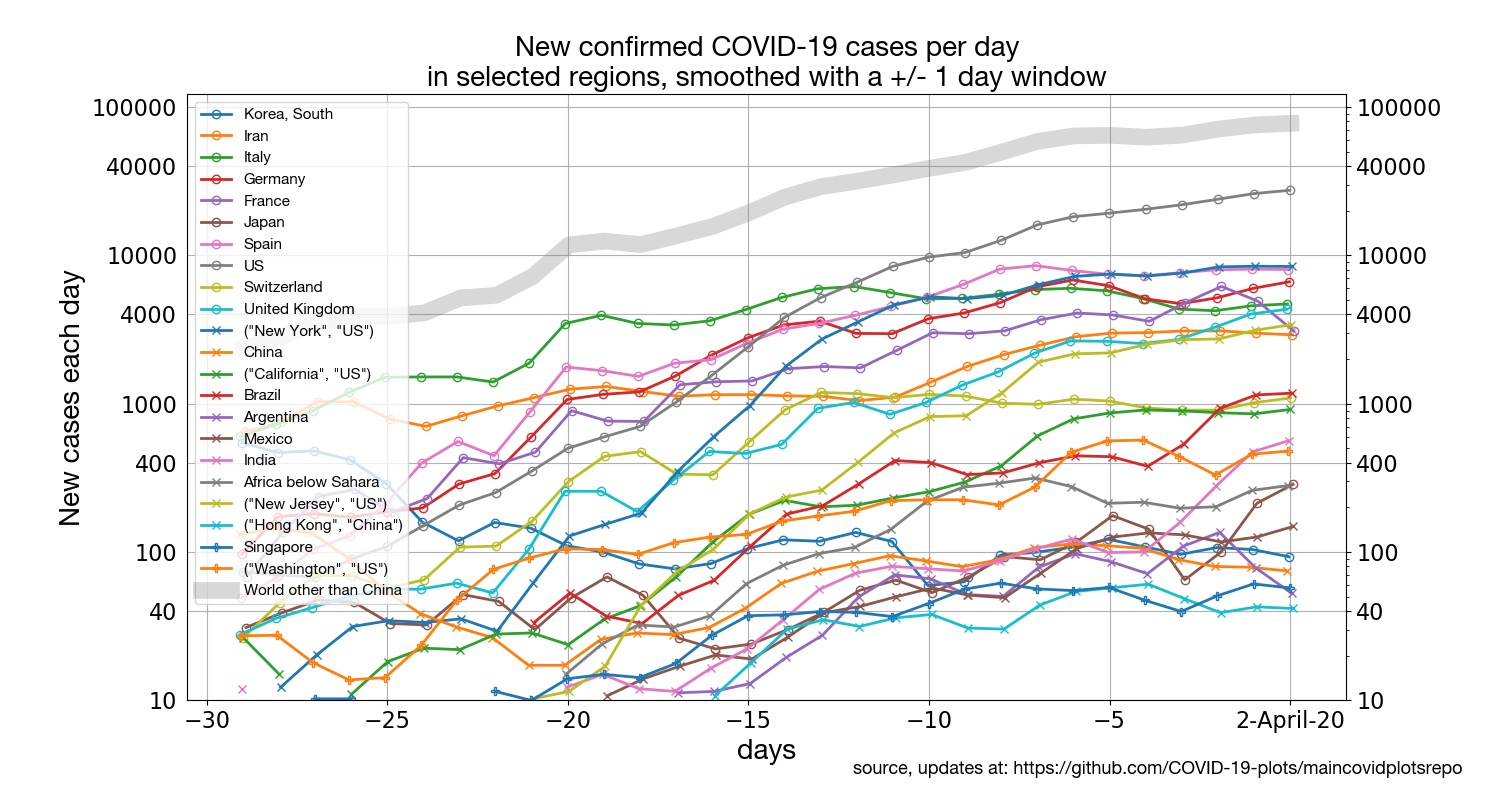 New confirmed COVID-19 cases per day
in selected regions, smoothed with a +/- 1 day window
New cases each day
100000
40000
10000
4000
1000
400
100
40
10
Korea, South
Iran
Italy
Germany
France
Japan
Spain
US
Switzerland
United Kingdom
("New York", "US")
China
("California", "US")
Brazil
Argentina
Mexico
India
Africa below Sahara
("New Jersey", "US")
("Hong Kong", "China")
Singapore
("Washington", "US")
World other than China
100000
40000
10000
4000
1000
400
100
40
10
−30 −25 −20 −15 −10 −5 2-April-20
days
source, updates at: https://github.com/COVID-19-plots/maincovidplotsrepo